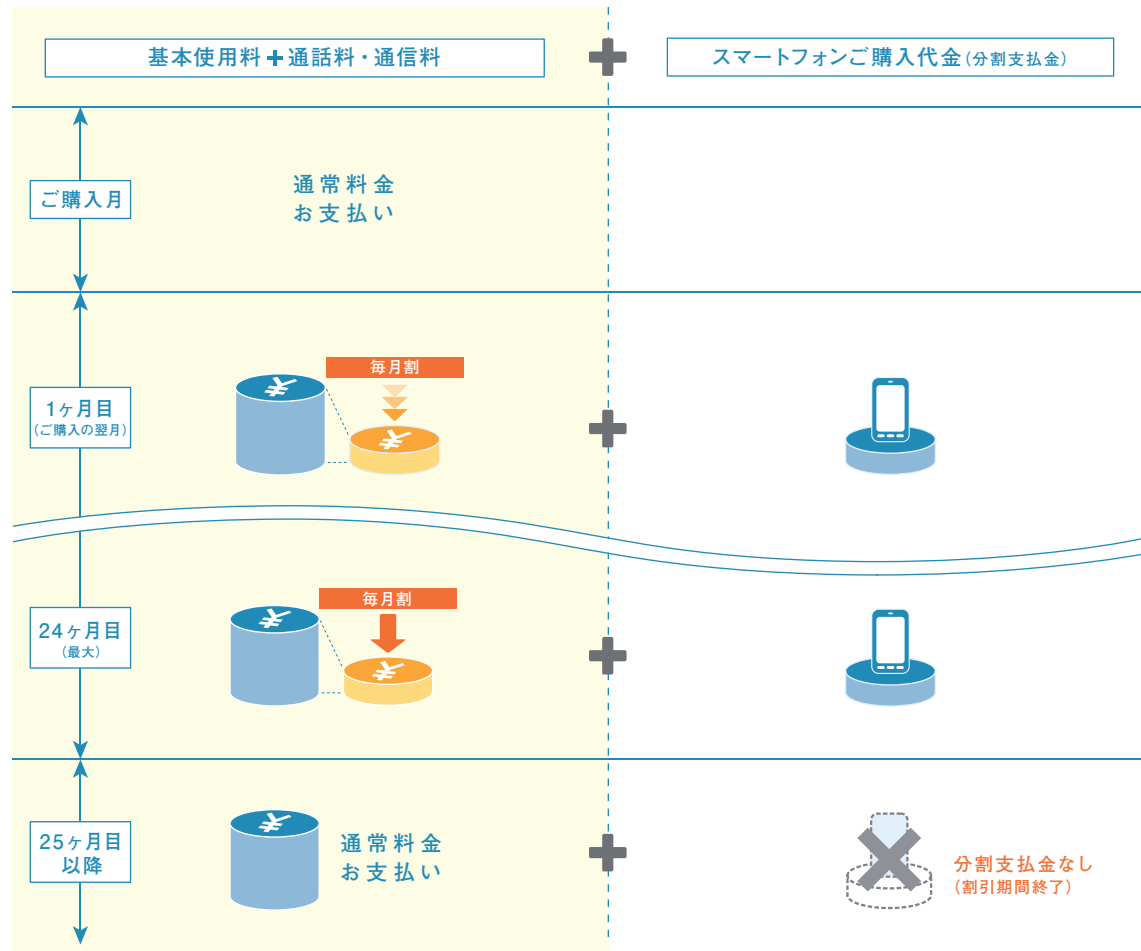 基本使用料+通話料・通信料
+
スマートフォンご購入代金(分割支払金)
ご購入月
通常料金
お支払い
1ヶ月目
(ご購入の翌月)
毎月割
+
24ヶ月目
(最大)
毎月割
+
25ヶ月目
以降
通常料金
お支払い
+
分割支払金なし
(割引期間終了)